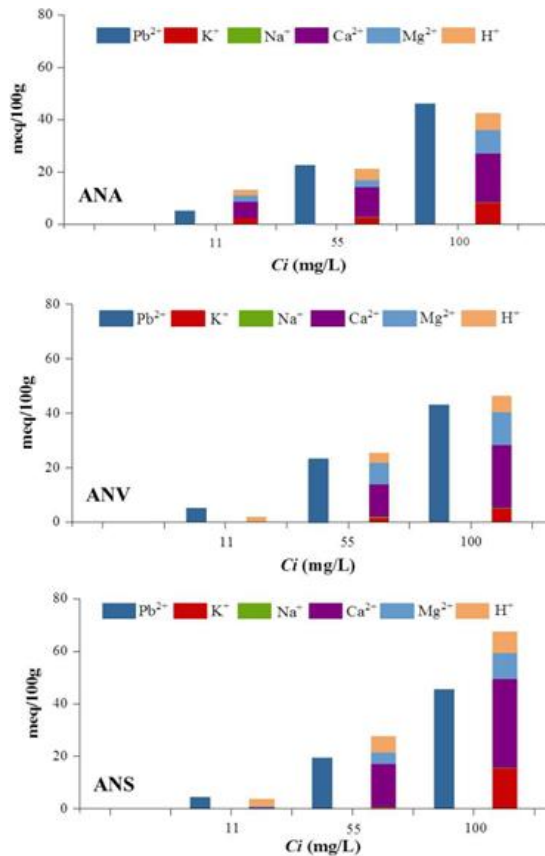 80
Pb²⁺ K⁺ Na⁺ Ca²⁺ Mg²⁺ H⁺
60
meq/100g
40
20
ANA
0
11 55 100
Ci (mg/L)
80
Pb²⁺ K⁺ Na⁺ Ca²⁺ Mg²⁺ H⁺
60
meq/100g
40
20
ANV
0
11 55 100
Ci (mg/L)
80
Pb²⁺ K⁺ Na⁺ Ca²⁺ Mg²⁺ H⁺
60
meq/100g
40
20
ANS
0
11 55 100
Ci (mg/L)